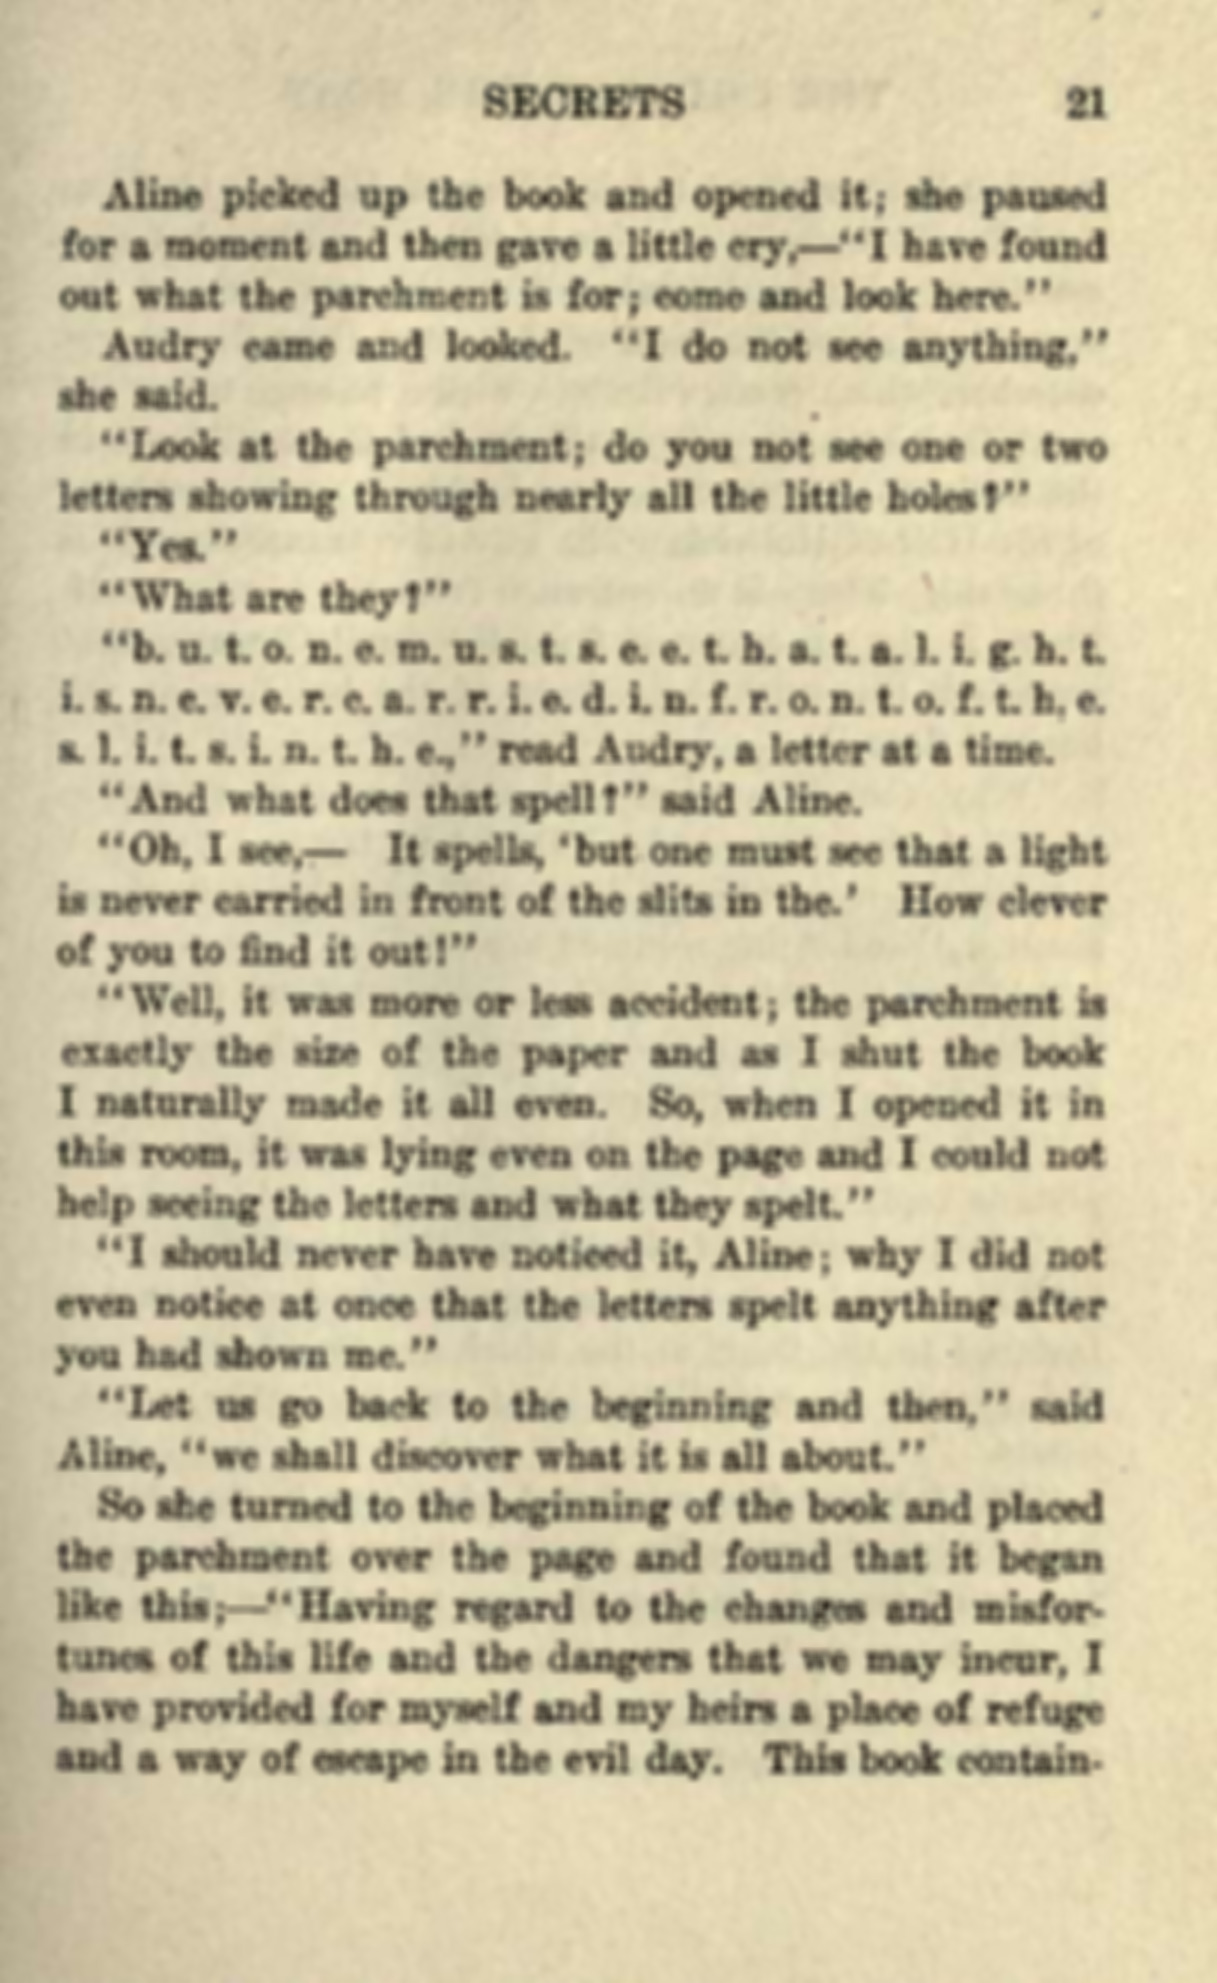 SECRETS 21
Aline picked up the book and opened it; she paused
for a moment and then gave a little cry,—"I have found
out what the parchment is for; come and look here."
Audry came and looked. "I do not see anything,"
she said.
"Look at the parchment; do you not see one or two
letters showing through nearly all the little holes?"
"Yes."
"What are they?"
"b. u. t. o. n. e. m. u. s. t. s. e. e. t. h. a. t. a. l. i. g. h. t.
i. s. n. e. v. e. r. c. a. r. r. i. e. d. i. n. f. r. o. n. t. o. f. t. h. e.
s. l. i. t. s. i. n. t. h. e.," read Audry, a letter at a time.
"And what does that spell?" said Aline.
"Oh, I see,— It spells, 'but one must see that a light
is never carried in front of the slits in the.' How clever
of you to find it out!"
"Well, it was more or less accident; the parchment is
exactly the size of the paper and as I shut the book
I naturally made it all even. So, when I opened it in
this room, it was lying even on the page and I could not
help seeing the letters and what they spelt."
"I should never have noticed it, Aline; why I did not
even notice at once that the letters spelt anything after
you had shown me."
"Let us go back to the beginning and then," said
Aline, "we shall discover what it is all about."
So she turned to the beginning of the book and placed
the parchment over the page and found that it began
like this;—"Having regard to the changes and misfor-
tunes of this life and the dangers that we may incur, I
have provided for myself and my heirs a place of refuge
and a way of escape in the evil day. This book contain-